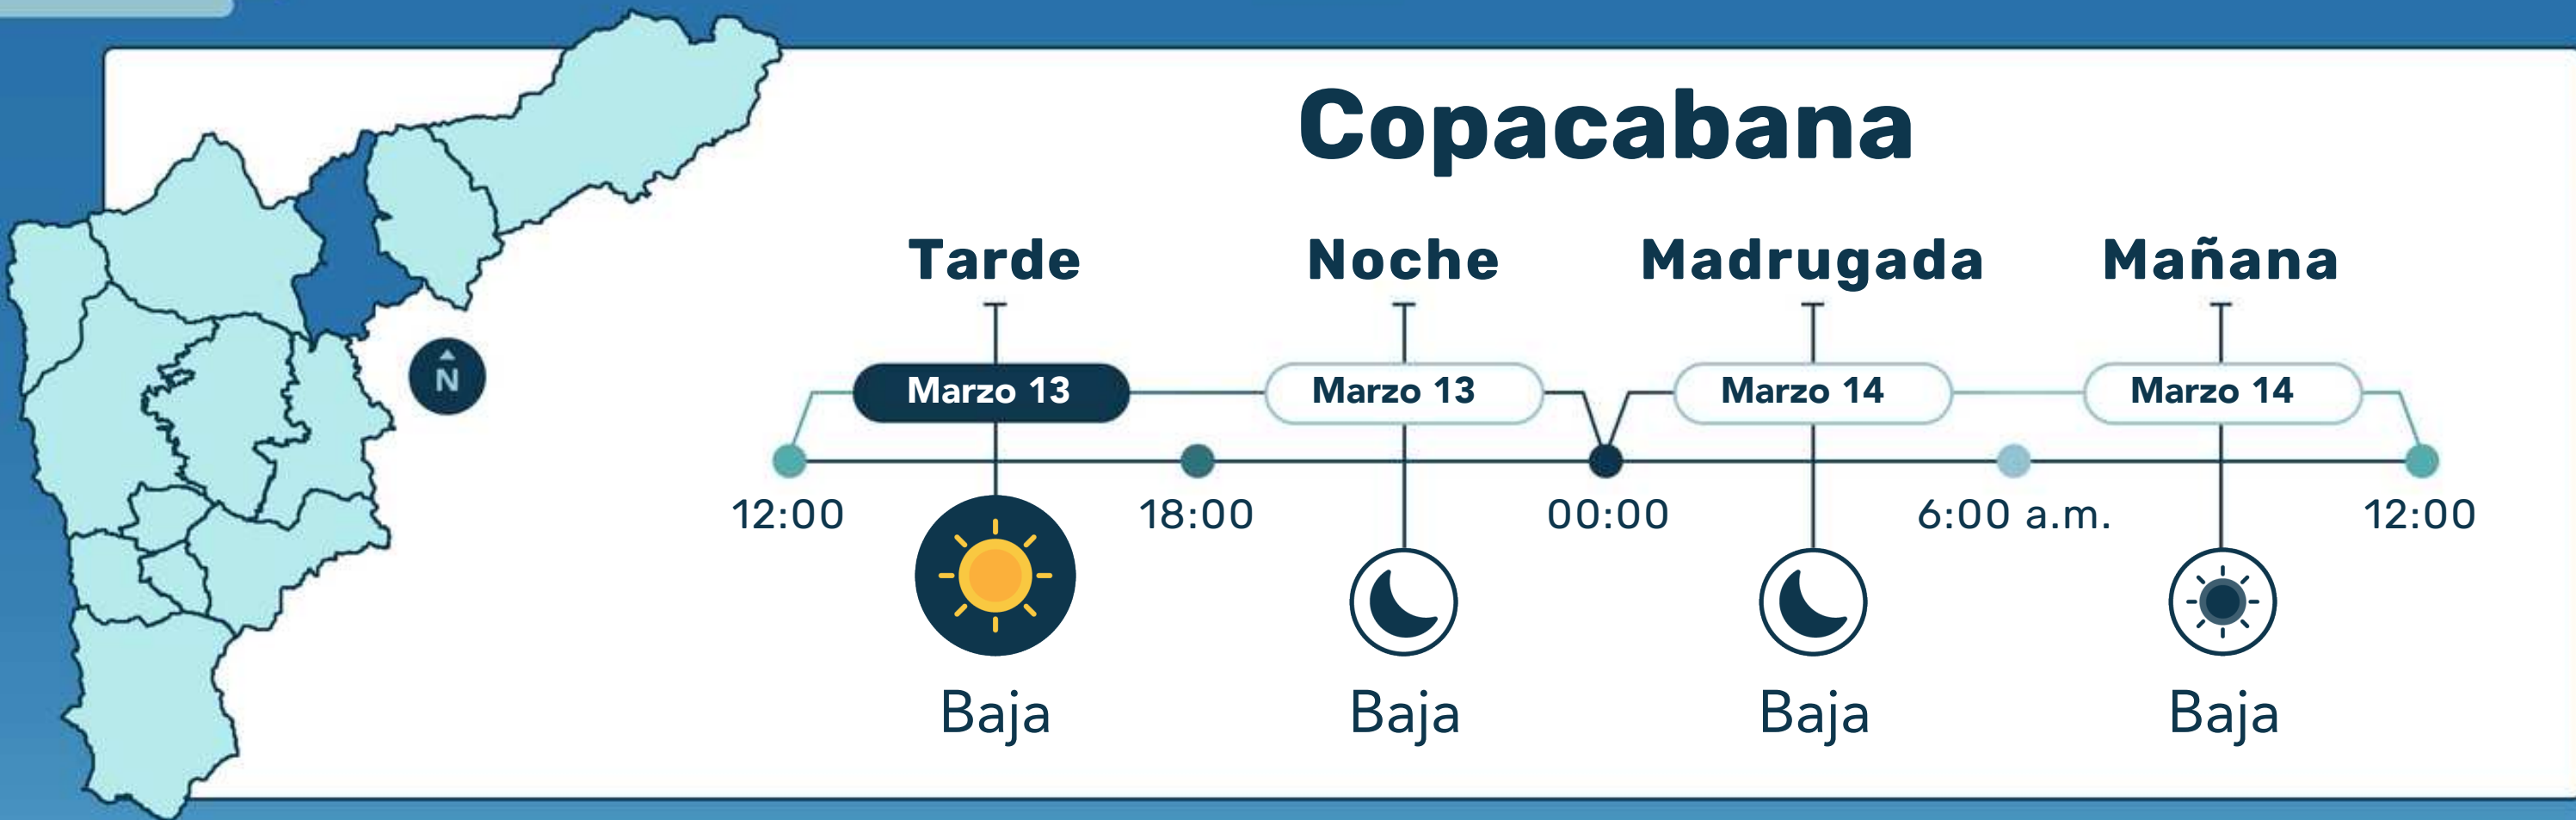 Copacabana
Tarde Noche Madrugada Mañana
N
Marzo 13 Marzo 13 Marzo 14 Marzo 14
12:00 18:00 00:00 6:00 a.m. 12:00
Baja Baja Baja Baja